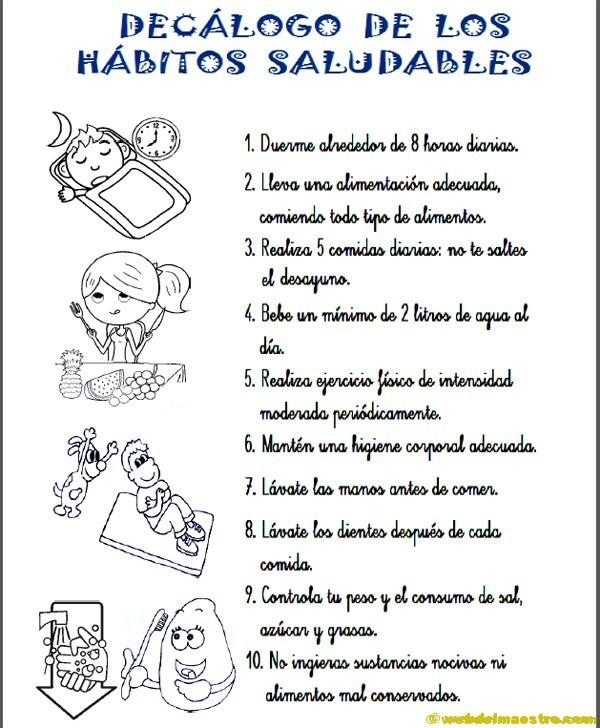 DECÁLOGO DE LOS
HÁBITOS SALUDABLES
1. Duerme alrededor de 8 horas diarias.
2. Lleva una alimentación adecuada,
comiendo todo tipo de alimentos.
3. Realiza 5 comidas diarias: no te saltes
el desayuno.
4. Bebe un mínimo de 2 litros de agua al
día.
5. Realiza ejercicio físico de intensidad
moderada periódicamente.
6. Mantén una higiene corporal adecuada.
7. Lávate las manos antes de comer.
8. Lávate los dientes después de cada
comida.
9. Controla tu peso y el consumo de sal,
azúcar y grasas.
10. No ingieras sustancias nocivas ni
alimentos mal conservados.
© webdelmaestro.com